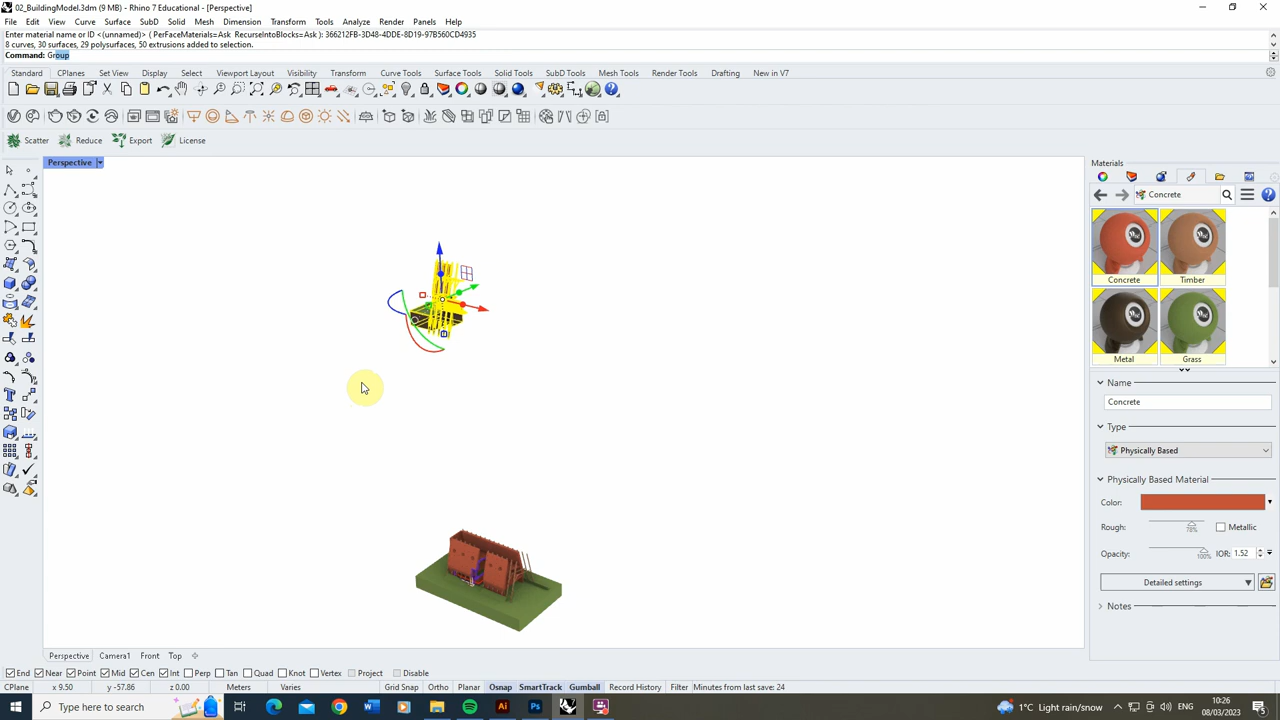 02_BuildingModel.3dm (9 MB) - Rhino 7 Educational - [Perspective]
File Edit View Curve Surface SubD Solid Mesh Dimension Transform Tools Analyze Render Panels Help
Enter material name or ID <(unnamed)> ( PerFaceMaterials=Ask RecurseIntoBlocks=Ask ): 366212FB-3D48-4DDE-8D19-97B560CD4935
8 curves, 30 surfaces, 29 polysurfaces, 50 extrusions added to selection.
Command: Group
Standard CPlanes Set View Display Select Viewport Layout Visibility Transform Curve Tools Surface Tools Solid Tools SubD Tools Mesh Tools Render Tools Drafting New in V7
Scatter Reduce Export License
Perspective
Materials
Concrete
Concrete Timber
Metal Grass
Name
Concrete
Type
Physically Based
Physically Based Material
Color:
Rough: 78% Metallic
Opacity: 100% IOR: 1.52
Detailed settings
Notes
Perspective Camera1 Front Top
End Near Point Mid Cen Int Perp Tan Quad Knot Vertex Project Disable
CPlane x 9.50 y -57.86 z 0.00 Meters Varies Grid Snap Ortho Planar Osnap SmartTrack Gumball Record History Filter Minutes from last save: 24
Type here to search
1°C Light rain/snow
10:26
08/03/2023